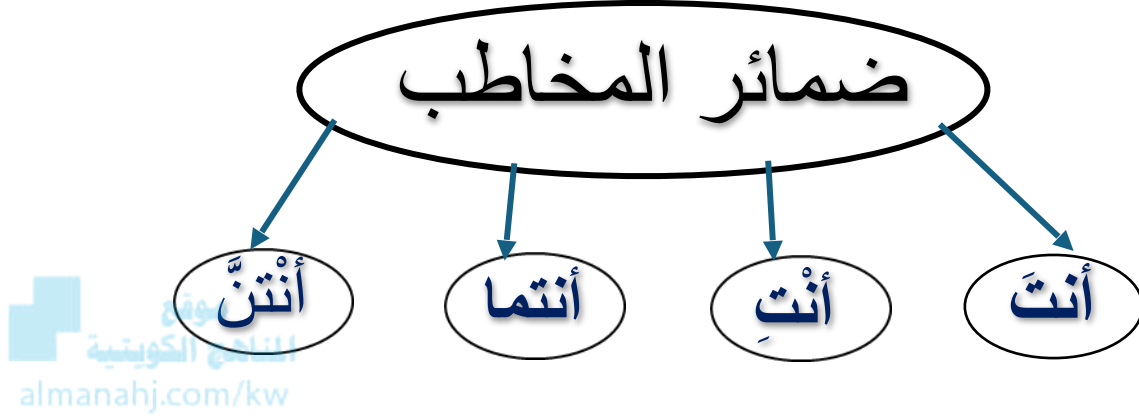 ضمائر المخاطب
أنتَ أنْتِ أنتما أنْتنَّ
موقع
المناهج الكويتية
almanahj.com/kw